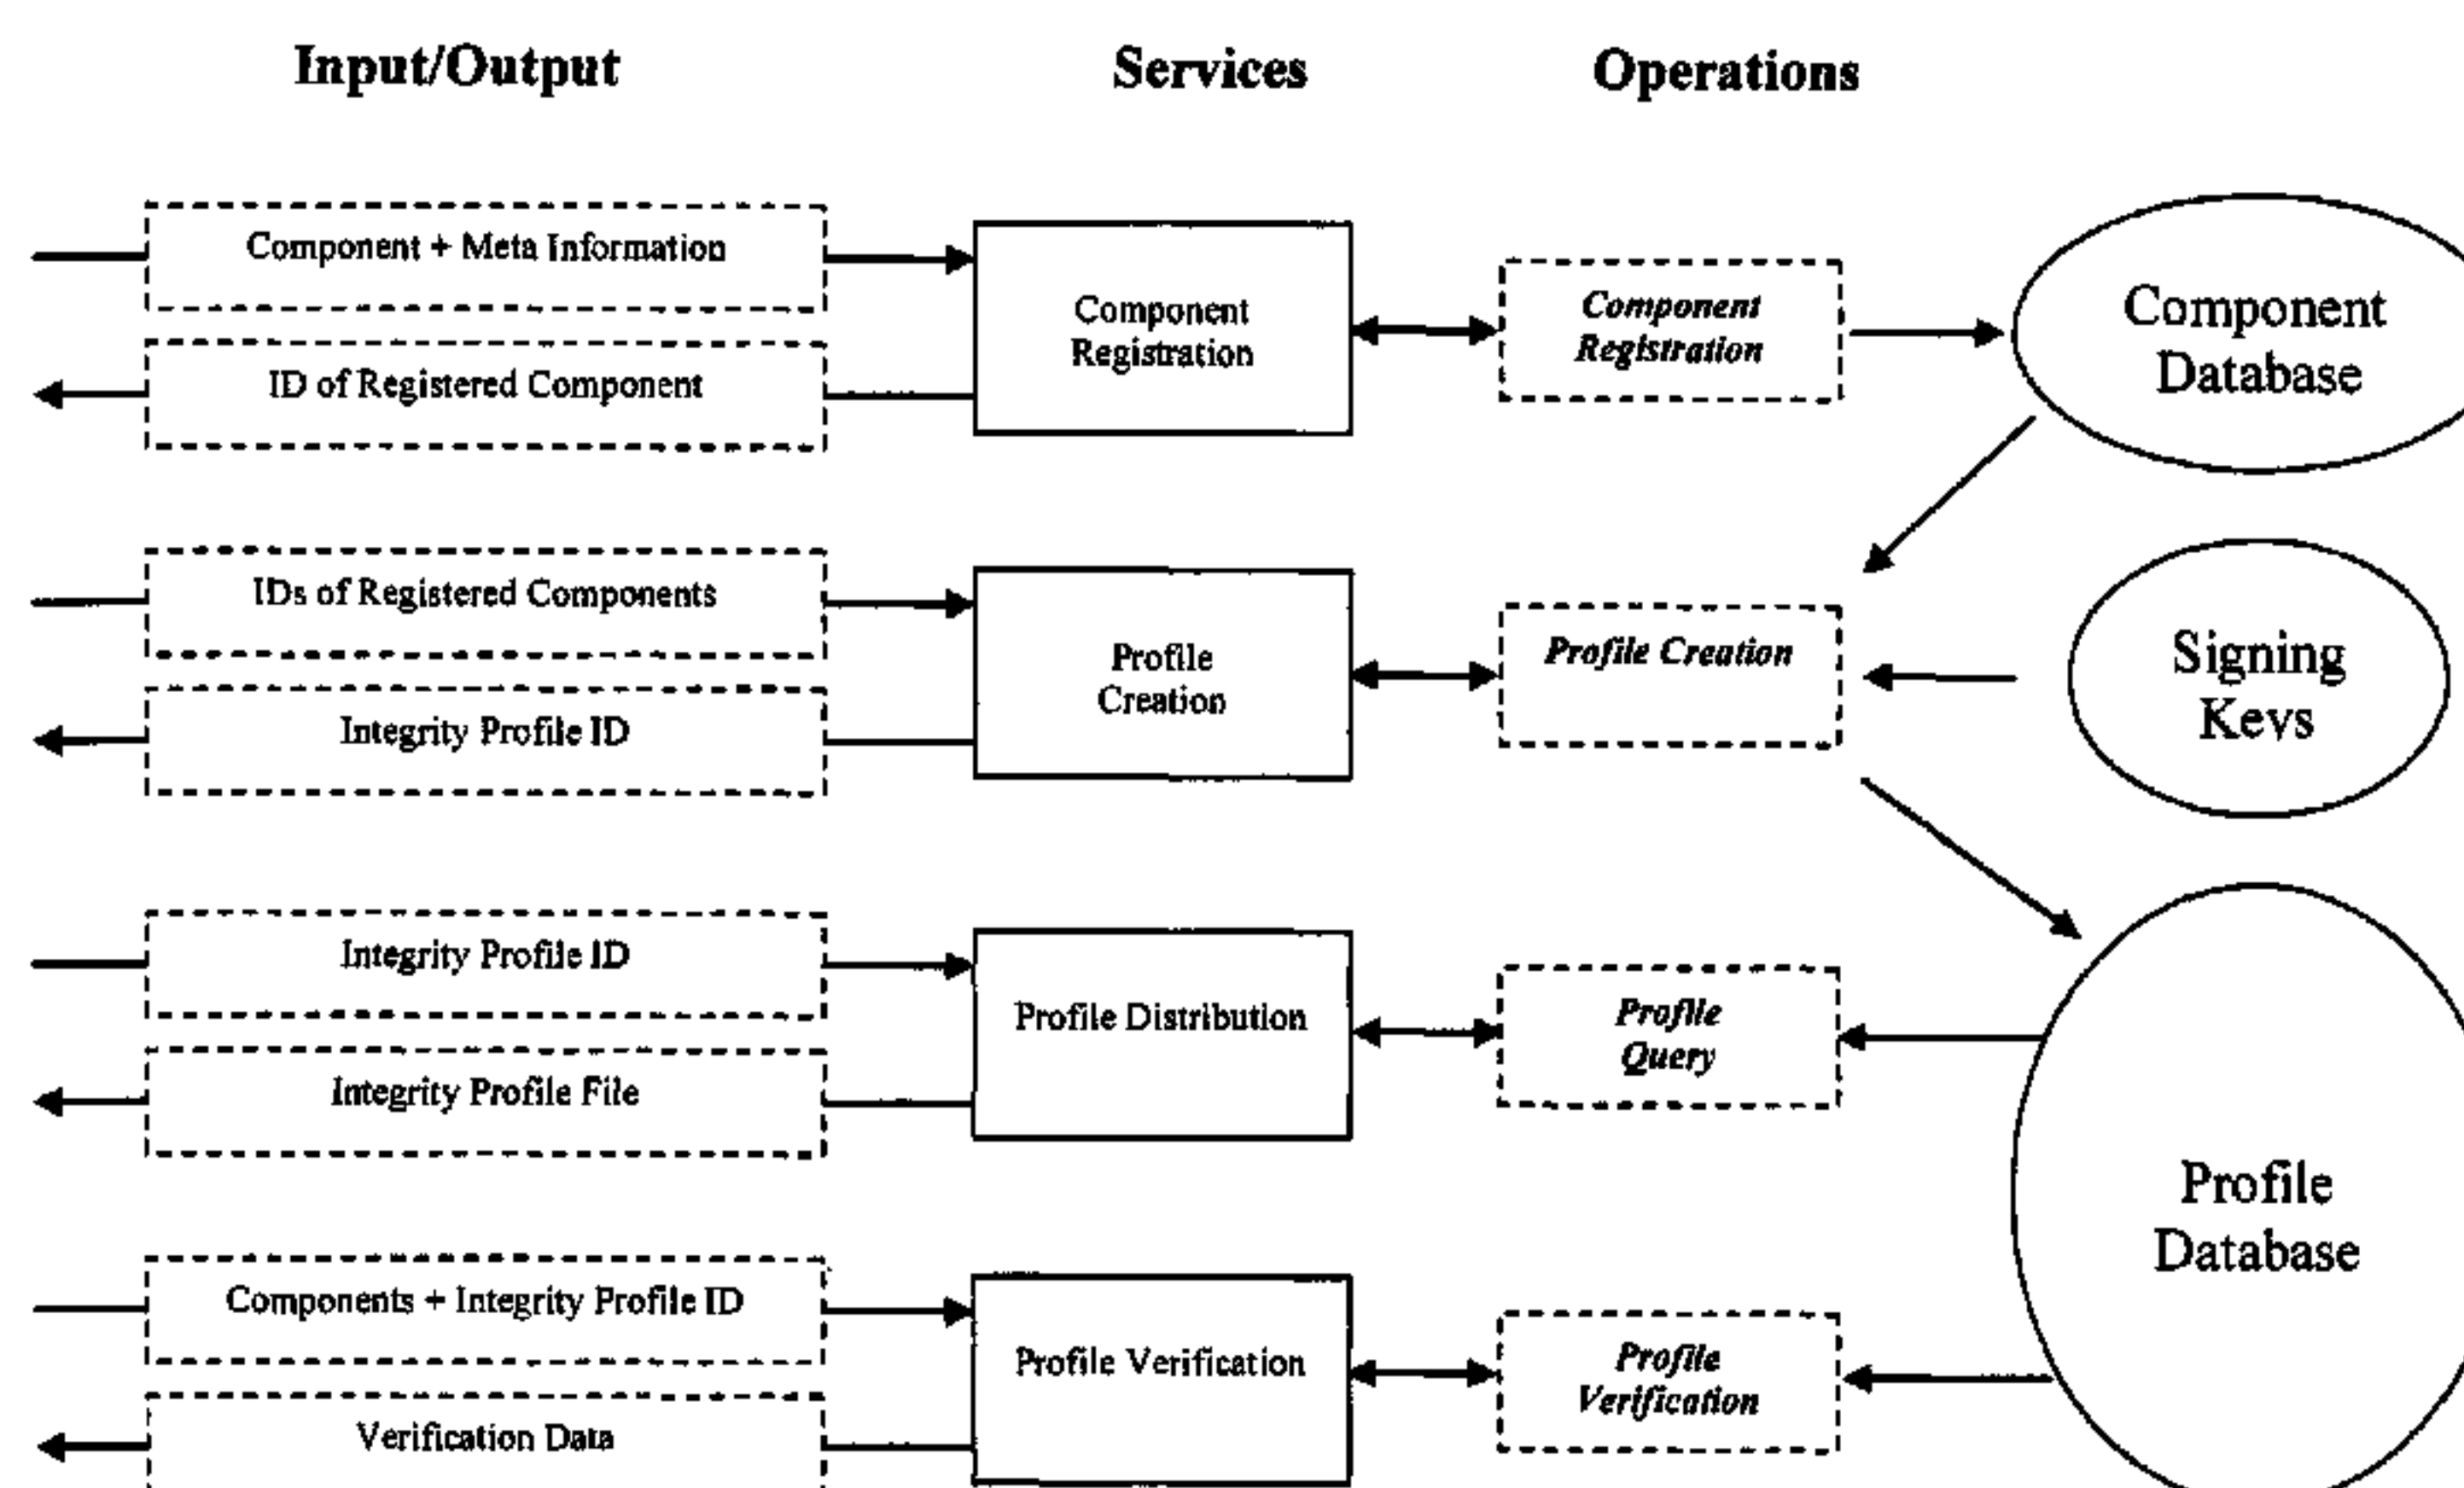 Input/Output Services Operations
Component + Meta Information
ID of Registered Component
Component
Registration
Component
Registration
Component
Database
IDs of Registered Components
Integrity Profile ID
Profile
Creation
Profile Creation
Signing
Keys
Integrity Profile ID
Integrity Profile File
Profile Distribution
Profile
Query
Profile
Database
Components + Integrity Profile ID
Verification Data
Profile Verification
Profile
Verification